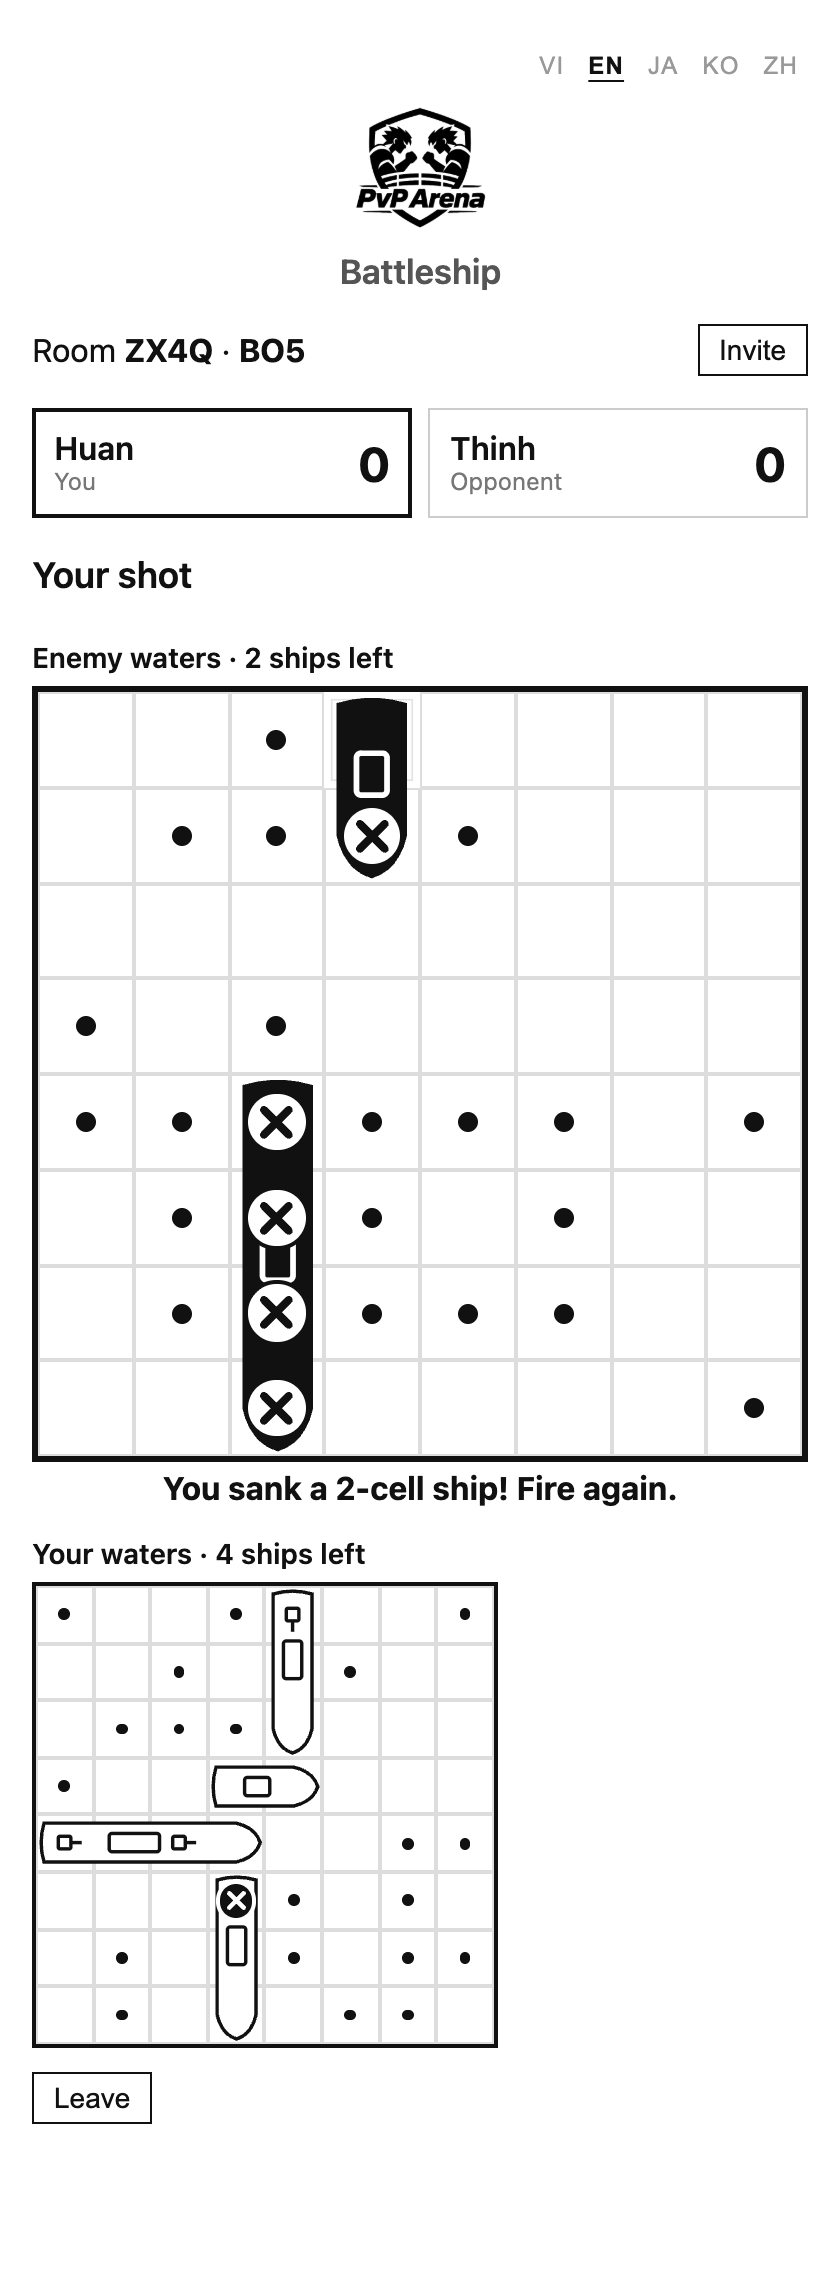 VI EN JA KO ZH
PvP Arena
Battleship
Room ZX4Q · BO5
Invite
Huan
You
0
Thinh
Opponent
0
Your shot
Enemy waters · 2 ships left
You sank a 2-cell ship! Fire again.
Your waters · 4 ships left
Leave